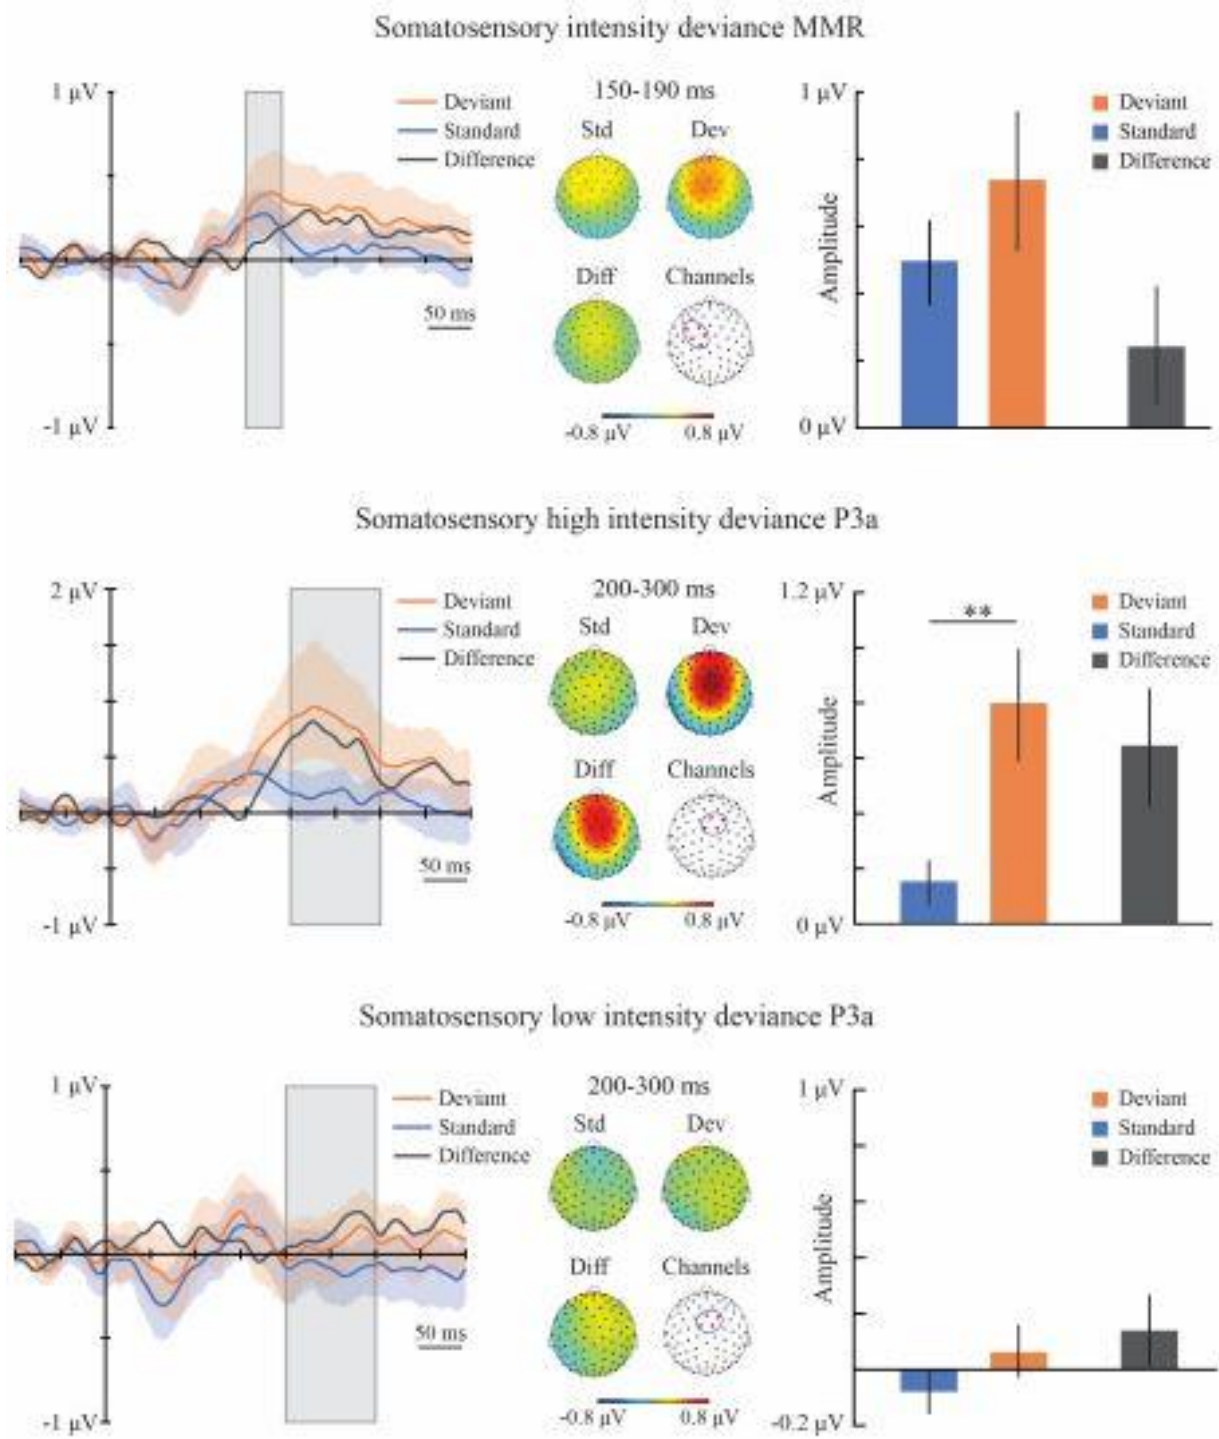 Somatosensory intensity deviance MMR
1 μV
Deviant
Standard
Difference
50 ms
-1 μV
150-190 ms
Std
Dev
Diff
Channels
-0.8 μV
0.8 μV
1 μV
Amplitude
0 μV
Deviant
Standard
Difference
Somatosensory high intensity deviance P3a
2 μV
Deviant
Standard
Difference
50 ms
-1 μV
200-300 ms
Std
Dev
Diff
Channels
-0.8 μV
0.8 μV
1.2 μV
**
Amplitude
0 μV
Deviant
Standard
Difference
Somatosensory low intensity deviance P3a
1 μV
Deviant
Standard
Difference
50 ms
-1 μV
200-300 ms
Std
Dev
Diff
Channels
-0.8 μV
0.8 μV
1 μV
Amplitude
-0.2 μV
Deviant
Standard
Difference